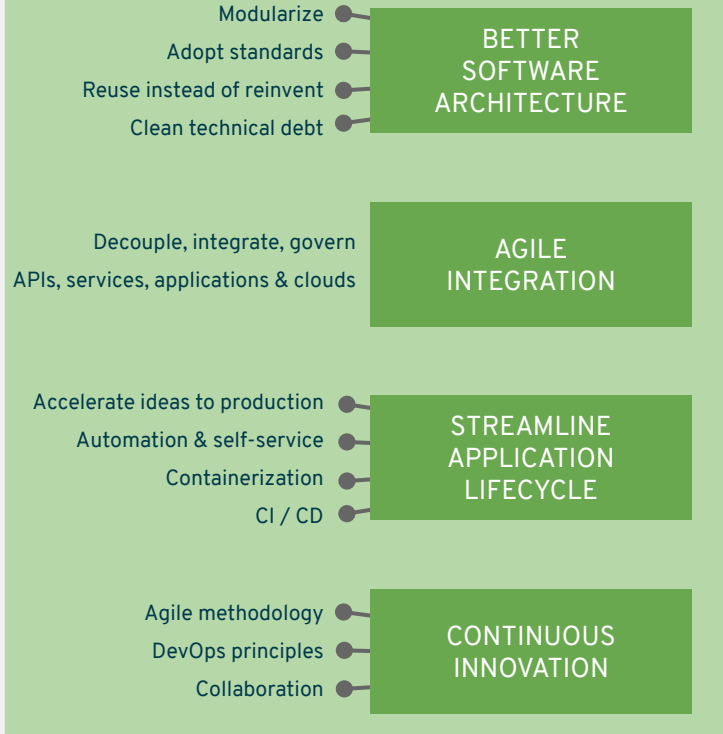 Modularize
Adopt standards
Reuse instead of reinvent
Clean technical debt
BETTER
SOFTWARE
ARCHITECTURE
Decouple, integrate, govern
APIs, services, applications & clouds
AGILE
INTEGRATION
Accelerate ideas to production
Automation & self-service
Containerization
CI / CD
STREAMLINE
APPLICATION
LIFECYCLE
Agile methodology
DevOps principles
Collaboration
CONTINUOUS
INNOVATION